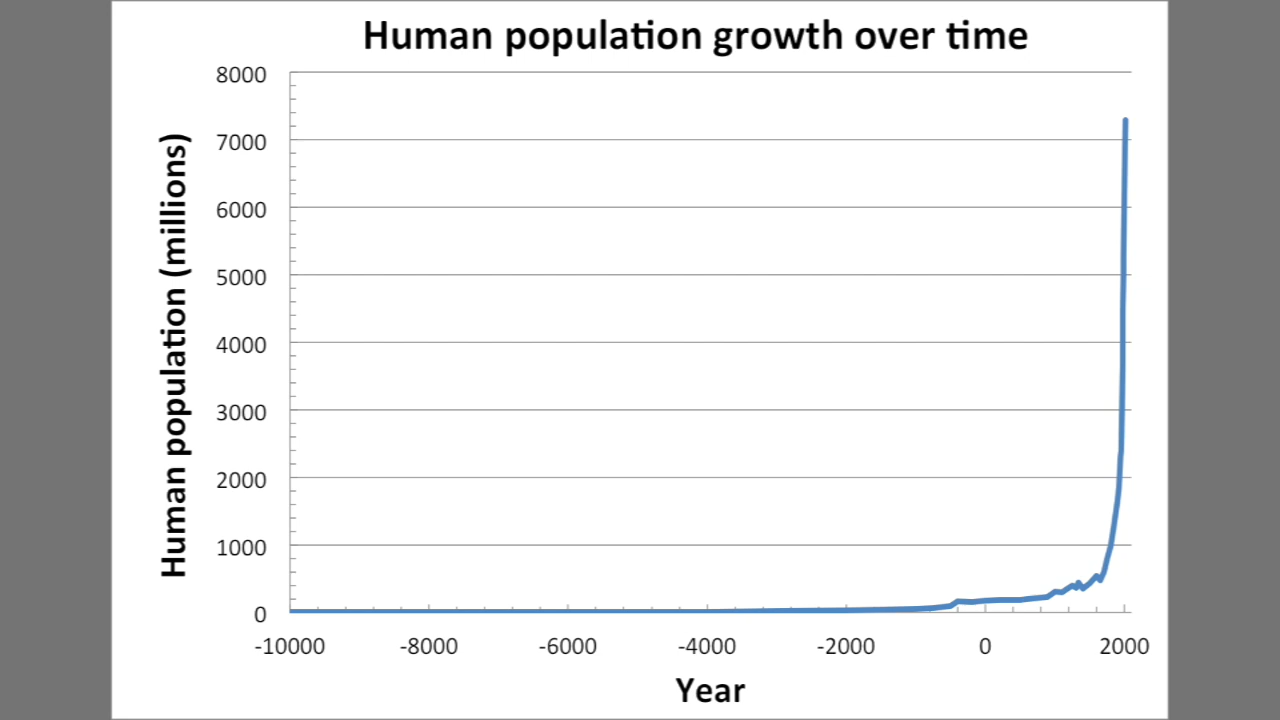 Human population growth over time
8000
7000
6000
5000
4000
3000
2000
1000
0
Human population (millions)
-10000 -8000 -6000 -4000 -2000 0 2000
Year